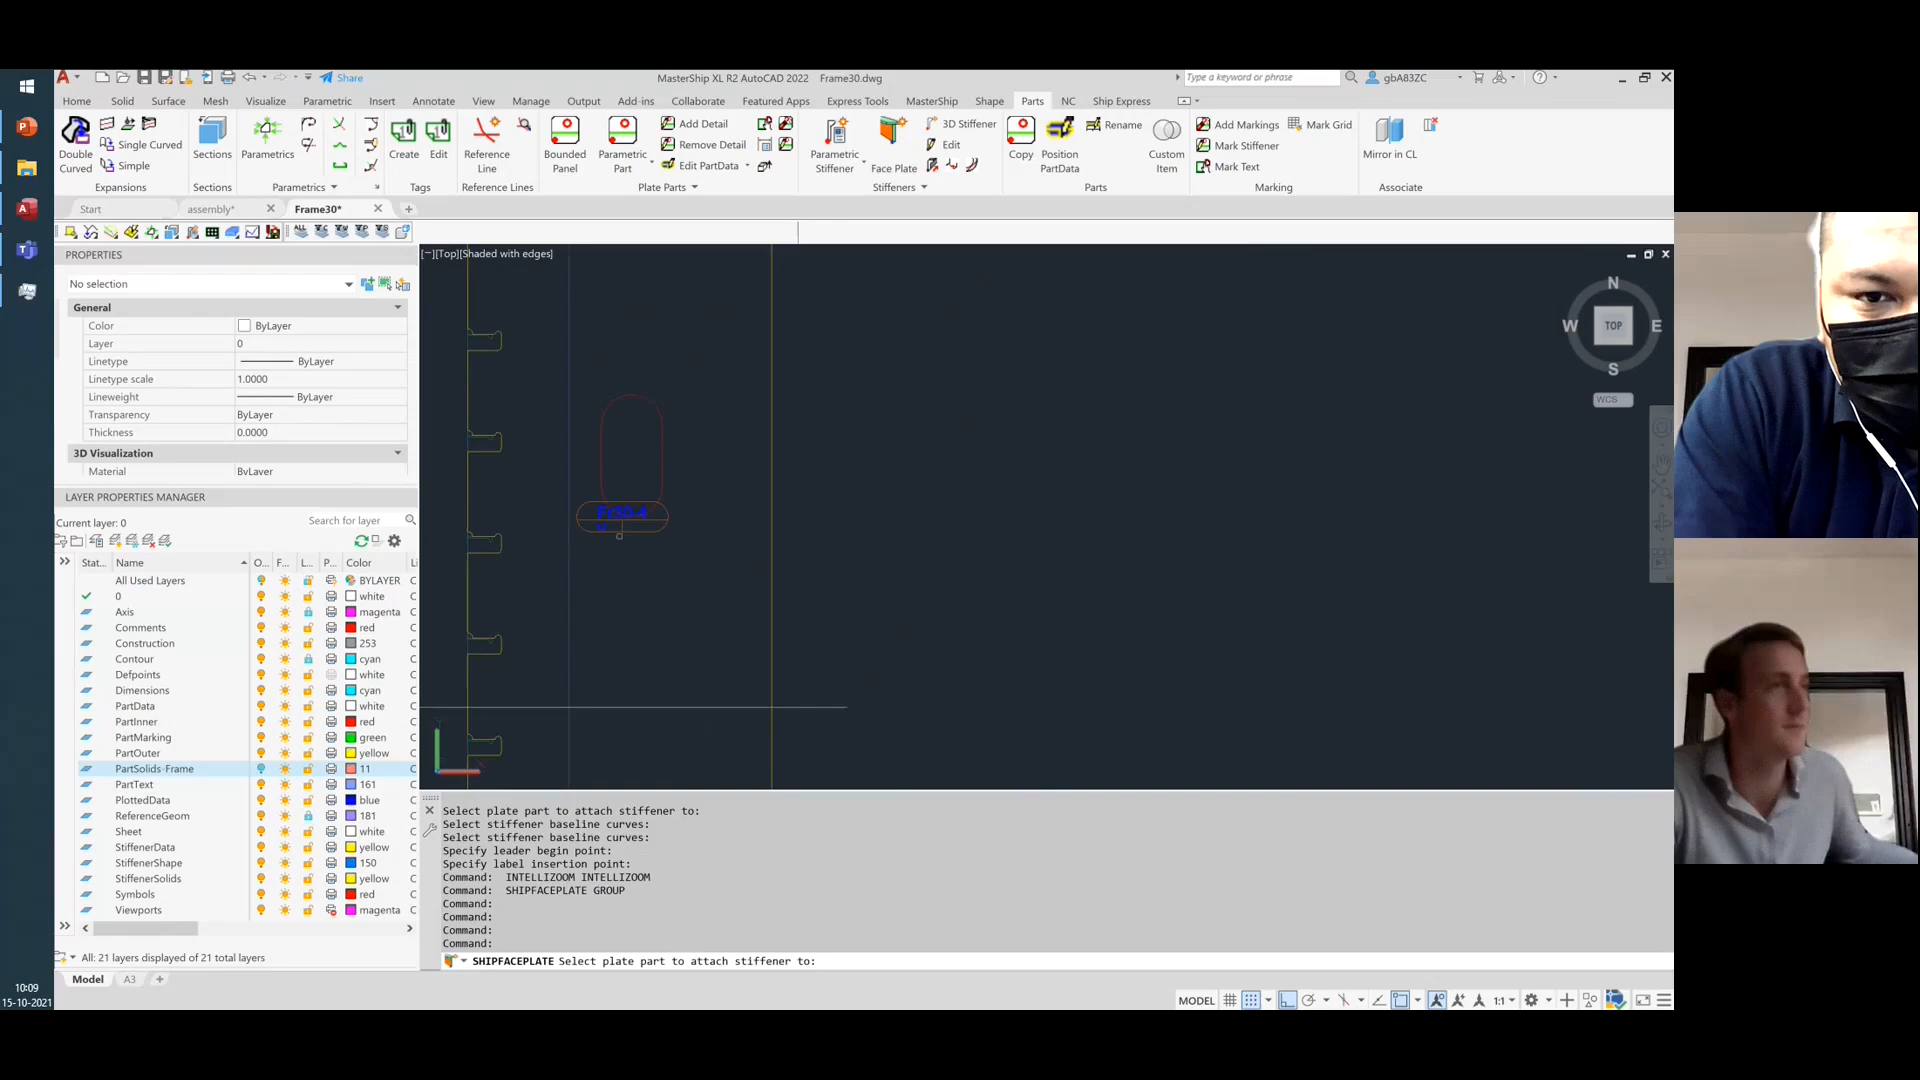 Share
MasterShip XL R2 AutoCAD 2022 Frame30.dwg
Type a keyword or phrase
gbA83ZC
Home Solid Surface Mesh Visualize Parametric Insert Annotate View Manage Output Add-ins Collaborate Featured Apps Express Tools MasterShip Shape Parts NC Ship Express
Double Curved
Single Curved
Simple
Sections
Parametrics
Create
Edit
Reference Line
Bounded Panel
Parametric Part
Add Detail
Remove Detail
Edit PartData
Parametric Stiffener
Face Plate
3D Stiffener
Edit
Copy
Position PartData
Rename
Custom Item
Add Markings
Mark Grid
Mark Stiffener
Mark Text
Mirror in CL
Expansions Sections Parametrics Tags Reference Lines Plate Parts Stiffeners Parts Marking Associate
Start assembly* Frame30*
ALL
PROPERTIES
No selection
General
Color ByLayer
Layer 0
Linetype ByLayer
Linetype scale 1.0000
Lineweight ByLayer
Transparency ByLayer
Thickness 0.0000
3D Visualization
Material ByLayer
LAYER PROPERTIES MANAGER
Current layer: 0
Search for layer
Stat... Name O... F... L... P... Color Li
All Used Layers BYLAYER C
0 white C
Axis magenta C
Comments red C
Construction 253 C
Contour cyan C
Defpoints white C
Dimensions cyan C
PartData white C
PartInner red C
PartMarking green C
PartOuter yellow C
PartSolids-Frame 11 C
PartText 161 C
PlottedData blue C
ReferenceGeom 181 C
Sheet white C
StiffenerData yellow C
StiffenerShape 150 C
StiffenerSolids yellow C
Symbols red C
Viewports magenta C
All: 21 layers displayed of 21 total layers
Model A3
[−][Top][Shaded with edges]
N
W TOP E
S
WCS
Fr30-4
M
Select plate part to attach stiffener to:
Select stiffener baseline curves:
Select stiffener baseline curves:
Specify leader begin point:
Specify label insertion point:
Command: INTELLIZOOM INTELLIZOOM
Command: SHIPFACEPLATE GROUP
Command:
Command:
Command:
Command:
SHIPFACEPLATE Select plate part to attach stiffener to:
MODEL 1:1
10:09
15-10-2021